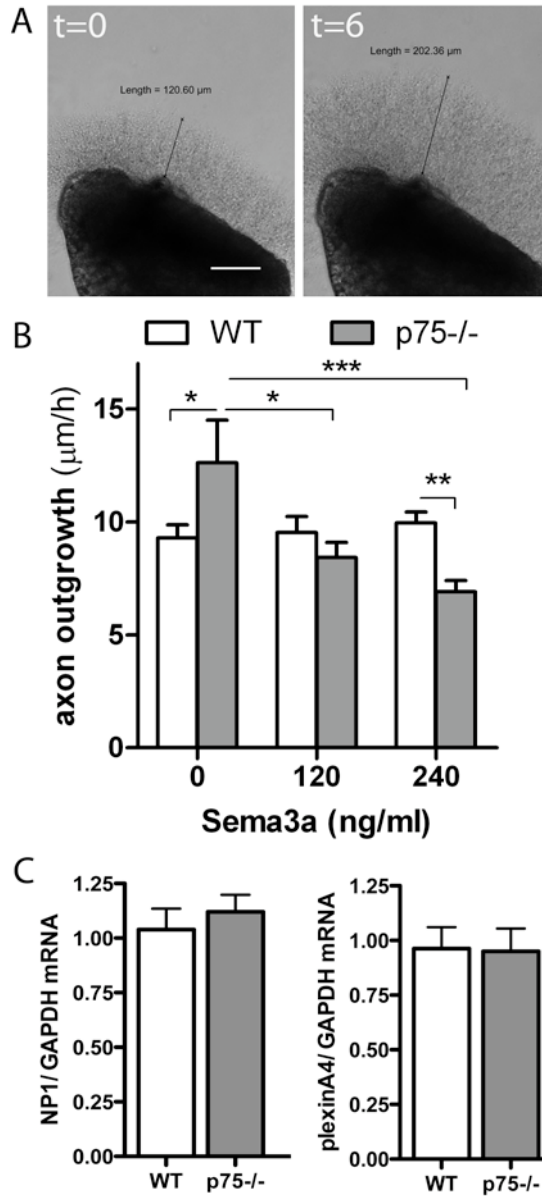 A
t=0
Length = 120.60 µm
t=6
Length = 202.36 µm
B
WT
p75-/-
axon outgrowth (µm/h)
15
10
5
0
*
*
***
**
0
120
240
Sema3a (ng/ml)
C
NP1/ GAPDH mRNA
1.25
1.00
0.75
0.50
0.25
0.00
WT
p75-/-
plexinA4/ GAPDH mRNA
1.25
1.00
0.75
0.50
0.25
0.00
WT
p75-/-